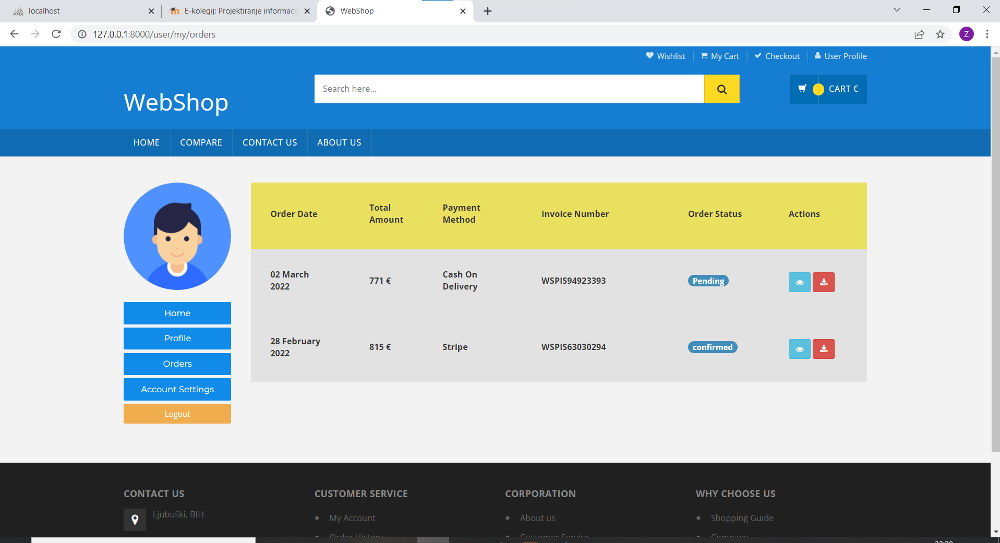 localhost
E-kolegij: Projektiranje informacij
WebShop
127.0.0.1:8000/user/my/orders
Z
Wishlist
My Cart
Checkout
User Profile
WebShop
Search here...
CART €
HOME
COMPARE
CONTACT US
ABOUT US
Order Date
Total
Amount
Payment
Method
Invoice Number
Order Status
Actions
02 March
2022
771 €
Cash On
Delivery
WSPIS94923393
Pending
28 February
2022
815 €
Stripe
WSPIS63030294
confirmed
Home
Profile
Orders
Account Settings
Logout
CONTACT US
Ljubuški, BIH
CUSTOMER SERVICE
My Account
Order History
CORPORATION
About us
Customer Service
WHY CHOOSE US
Shopping Guide
Company